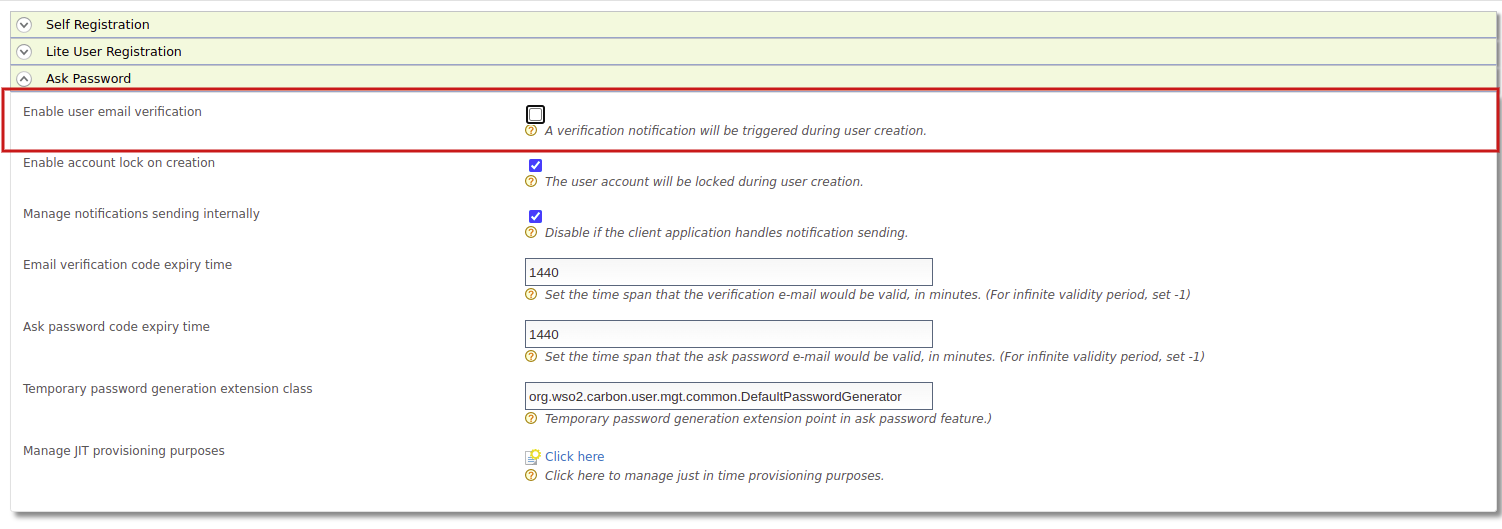 Self Registration
Lite User Registration
Ask Password
Enable user email verification
A verification notification will be triggered during user creation.
Enable account lock on creation
The user account will be locked during user creation.
Manage notifications sending internally
Disable if the client application handles notification sending.
Email verification code expiry time
1440
Set the time span that the verification e-mail would be valid, in minutes. (For infinite validity period, set -1)
Ask password code expiry time
1440
Set the time span that the ask password e-mail would be valid, in minutes. (For infinite validity period, set -1)
Temporary password generation extension class
org.wso2.carbon.user.mgt.common.DefaultPasswordGenerator
Temporary password generation extension point in ask password feature.)
Manage JIT provisioning purposes
Click here
Click here to manage just in time provisioning purposes.